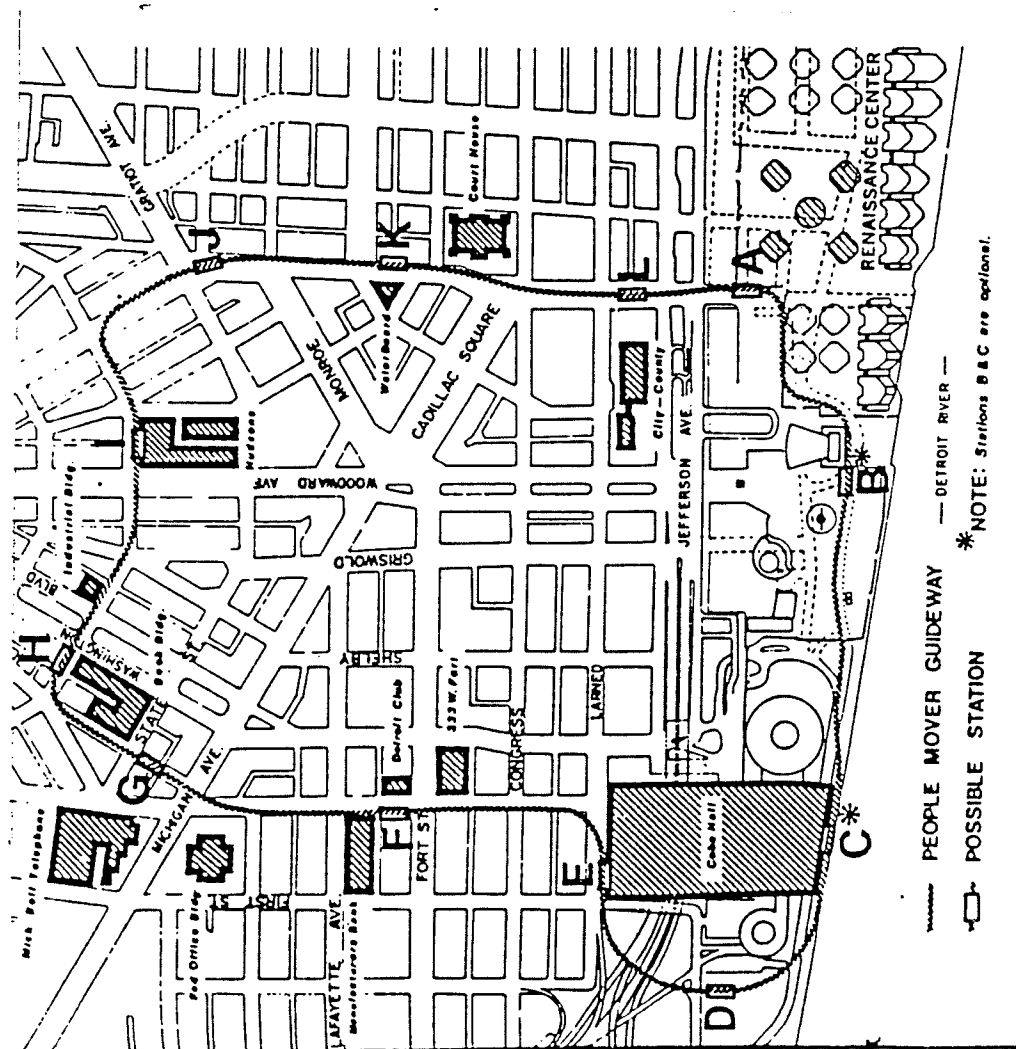 GRATIOT AVE.
J
K
Court House
MONROE
WaterBoard
CADILLAC SQUARE
L
A
RENAISSANCE CENTER
City-County
JEFFERSON AVE.
Hudsons
I
WOODWARD AVE
GRISWOLD
Industrial Bldg.
BLVD
WASHINGTON
H
Book Bldg.
STATE
G
SHELBY
Detroit Club
333 W. Fort
CONGRESS
LARNED
MICHIGAN AVE.
Mich Bell Telephone
Fed Office Bldg
FIRST ST
LAFAYETTE AVE.
Manufacturers Bank
F
FORT ST
E
Cobo Hall
D
C
*
B
*
PEOPLE MOVER GUIDEWAY
— DETROIT RIVER —
POSSIBLE STATION
*NOTE: Stations B & C are optional.